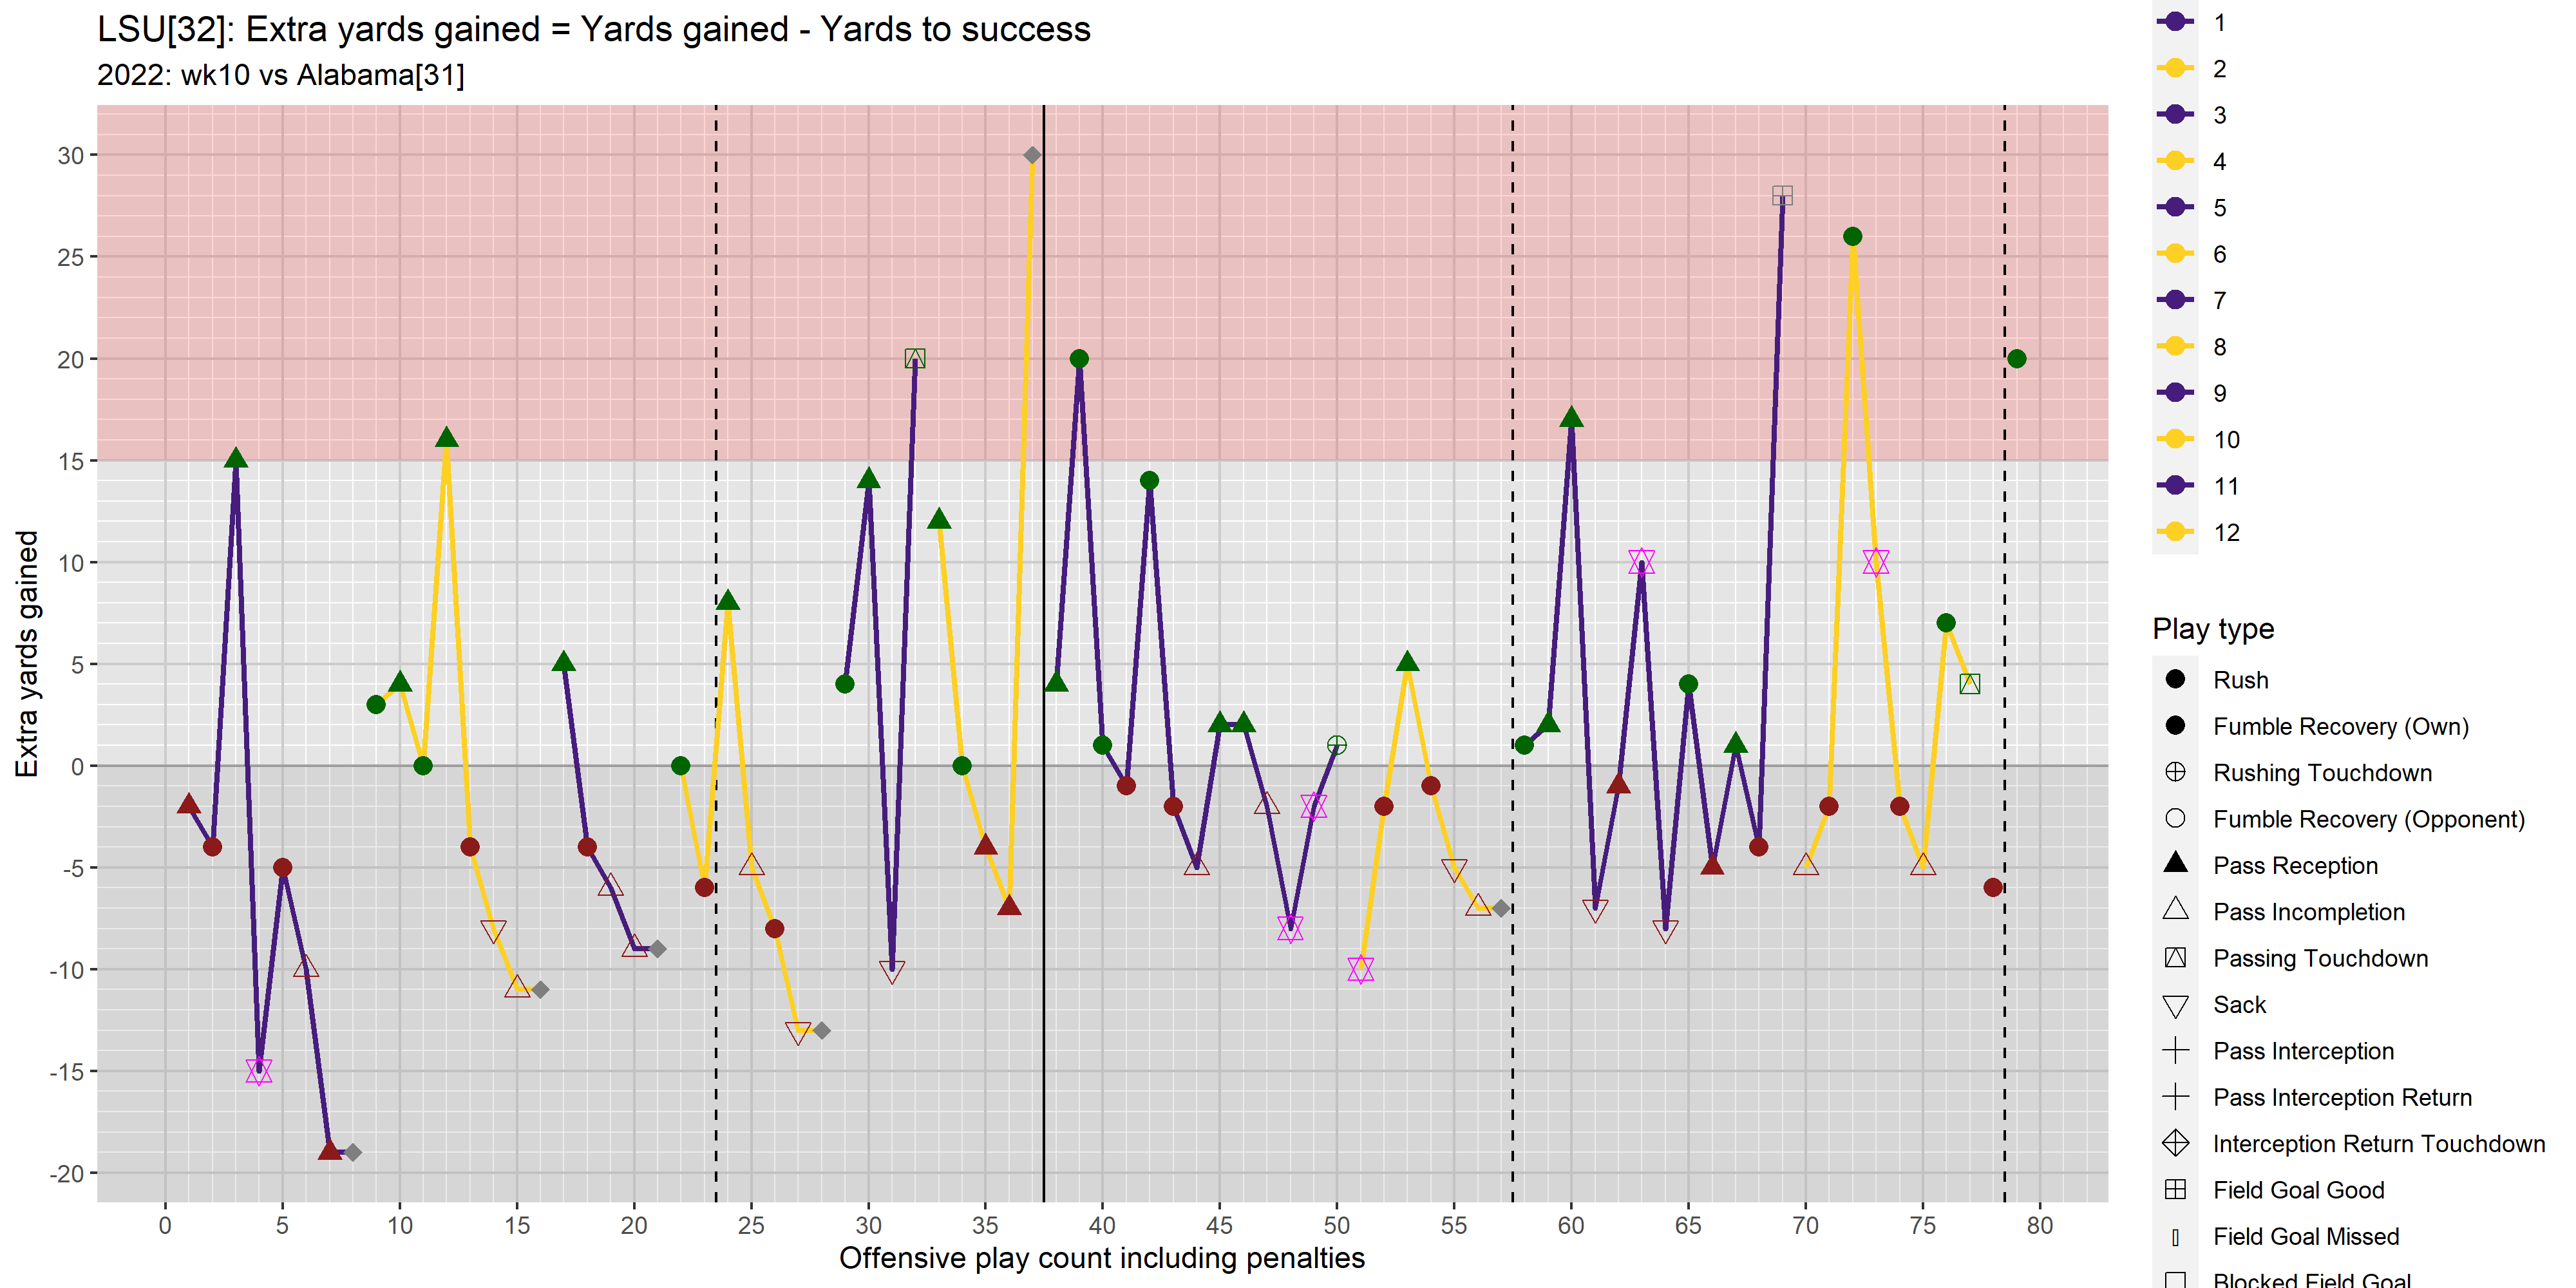 LSU[32]: Extra yards gained = Yards gained - Yards to success
2022: wk10 vs Alabama[31]
Extra yards gained
30
25
20
15
10
5
0
-5
-10
-15
-20
0 5 10 15 20 25 30 35 40 45 50 55 60 65 70 75 80
Offensive play count including penalties
1
2
3
4
5
6
7
8
9
10
11
12
Play type
Rush
Fumble Recovery (Own)
Rushing Touchdown
Fumble Recovery (Opponent)
Pass Reception
Pass Incompletion
Passing Touchdown
Sack
Pass Interception
Pass Interception Return
Interception Return Touchdown
Field Goal Good
Field Goal Missed
Blocked Field Goal